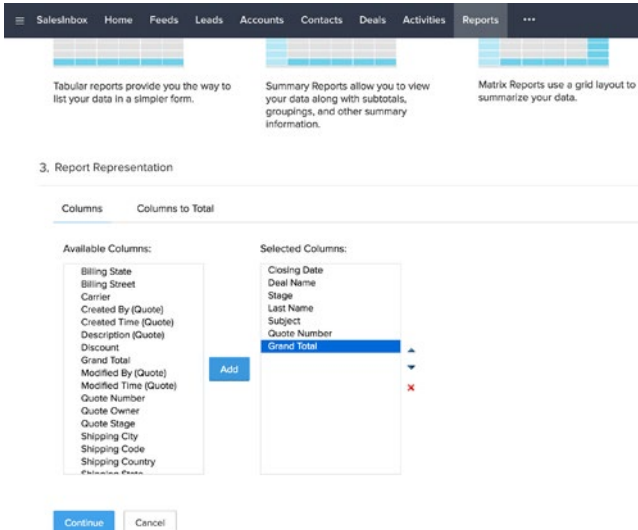 SalesInbox Home Feeds Leads Accounts Contacts Deals Activities Reports ...
Tabular reports provide you the way to
list your data in a simpler form.
Summary Reports allow you to view
your data along with subtotals,
groupings, and other summary
information.
Matrix Reports use a grid layout to
summarize your data.
3. Report Representation
Columns Columns to Total
Available Columns:
Billing State
Billing Street
Carrier
Created By (Quote)
Created Time (Quote)
Description (Quote)
Discount
Grand Total
Modified By (Quote)
Modified Time (Quote)
Quote Number
Quote Owner
Quote Stage
Shipping City
Shipping Code
Shipping Country
Shipping State
Add
Selected Columns:
Closing Date
Deal Name
Stage
Last Name
Subject
Quote Number
Grand Total
Continue Cancel